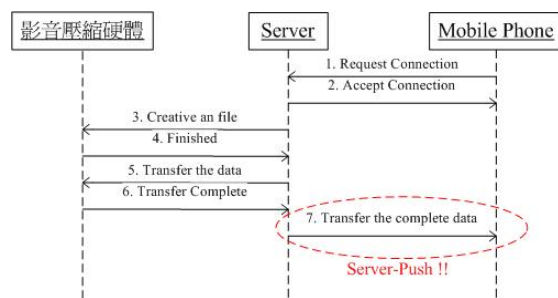 影音壓縮硬體
Server
Mobile Phone
1. Request Connection
2. Accept Connection
3. Creative an file
4. Finished
5. Transfer the data
6. Transfer Complete
7. Transfer the complete data
Server-Push !!